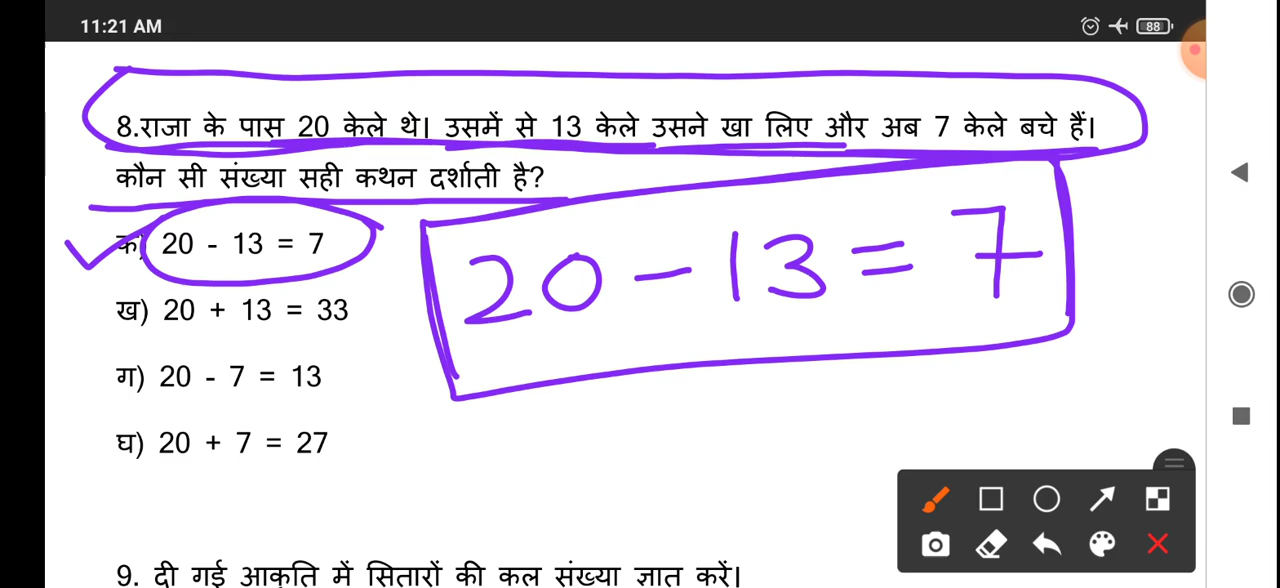 11:21 AM
88
8.राजा के पास 20 केले थे। उसमें से 13 केले उसने खा लिए और अब 7 केले बचे हैं।
कौन सी संख्या सही कथन दर्शाती है?
क) 20 - 13 = 7
20 - 13 = 7
ख) 20 + 13 = 33
ग) 20 - 7 = 13
घ) 20 + 7 = 27
9. दी गई आकृति में सितारों की कुल संख्या ज्ञात करें।